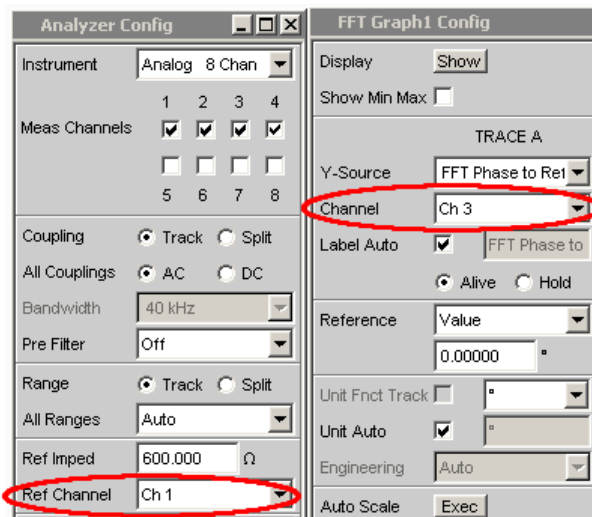 Analyzer Config
Instrument Analog 8 Chan
1 2 3 4
Meas Channels
5 6 7 8
Coupling Track Split
All Couplings AC DC
Bandwidth 40 kHz
Pre Filter Off
Range Track Split
All Ranges Auto
Ref Imped 600.000 Ω
Ref Channel Ch 1
FFT Graph1 Config
Display Show
Show Min Max
TRACE A
Y-Source FFT Phase to Ref
Channel Ch 3
Label Auto FFT Phase to
Alive Hold
Reference Value
0.00000 °
Unit Fnct Track °
Unit Auto °
Engineering Auto
Auto Scale Exec